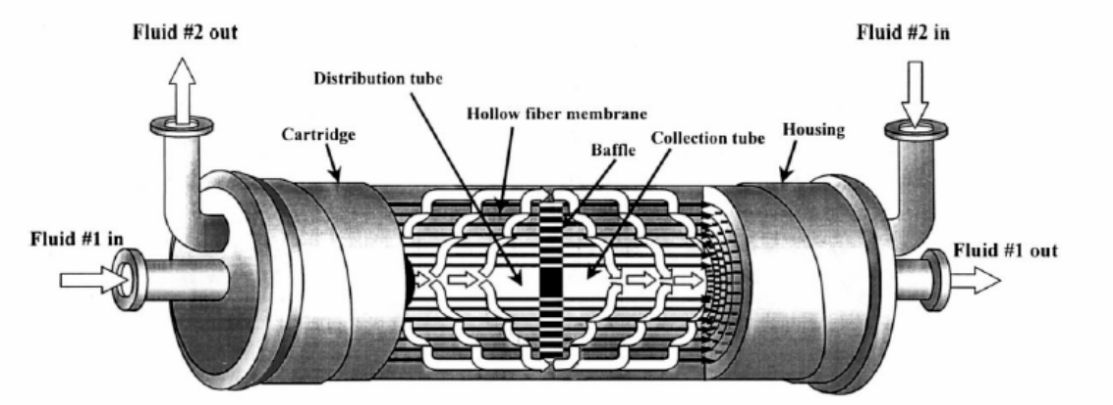 Fluid #2 out
Fluid #2 in
Distribution tube
Hollow fiber membrane
Cartridge
Baffle
Collection tube
Housing
Fluid #1 in
Fluid #1 out